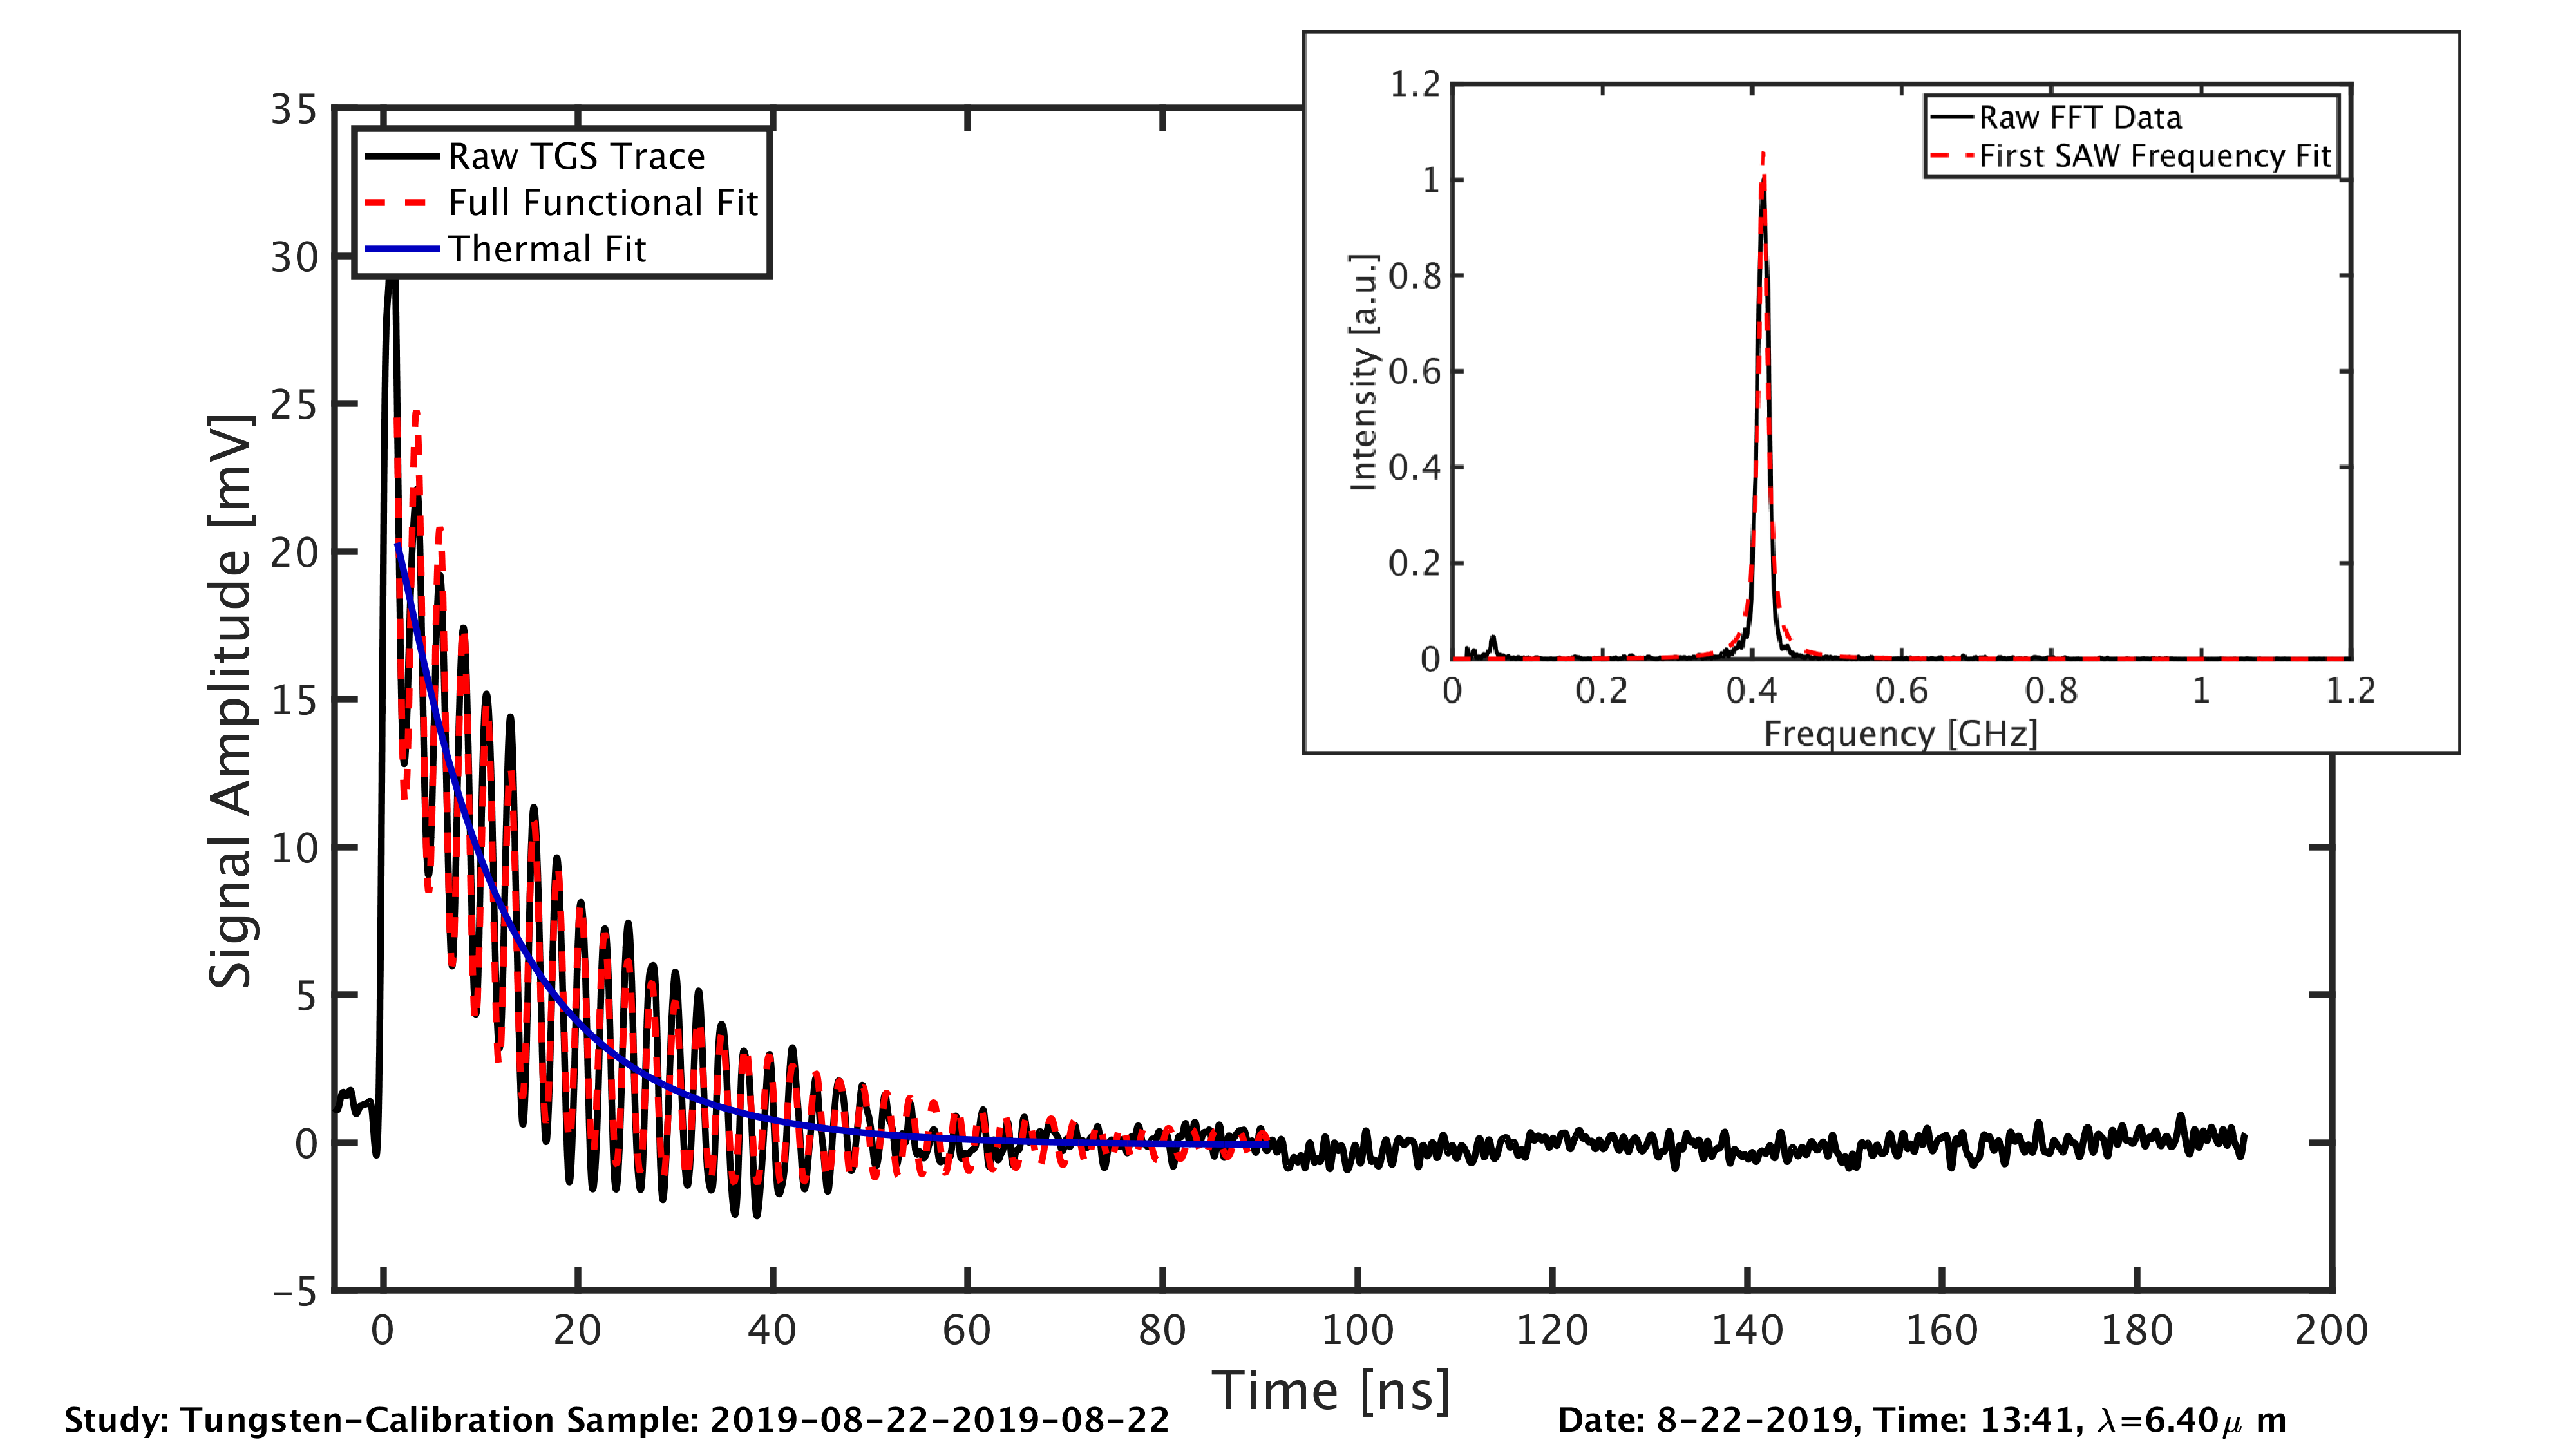 35
30
25
20
15
10
5
0
-5
Signal Amplitude [mV]
Raw TGS Trace
Full Functional Fit
Thermal Fit
0 20 40 60 80 100 120 140 160 180 200
Time [ns]
1.2
1
0.8
0.6
0.4
0.2
0
Intensity [a.u.]
Raw FFT Data
First SAW Frequency Fit
0 0.2 0.4 0.6 0.8 1 1.2
Frequency [GHz]
Study: Tungsten-Calibration Sample: 2019-08-22-2019-08-22
Date: 8-22-2019, Time: 13:41, λ=6.40μ m